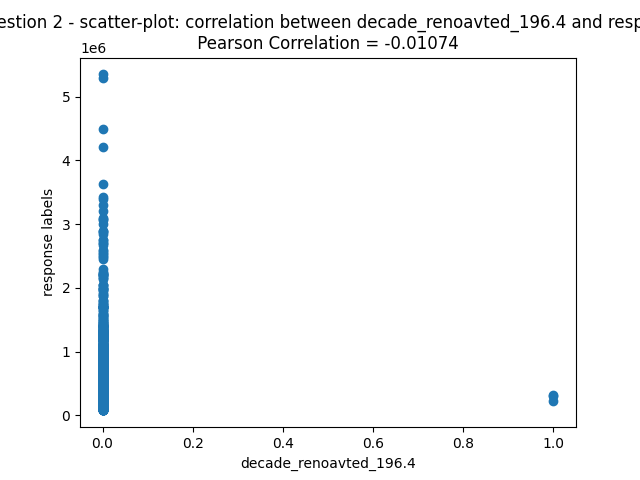 estion 2 - scatter-plot: correlation between decade_renoavted_196.4 and resp
Pearson Correlation = -0.01074
1e6
5
4
3
2
1
0
response labels
0.0 0.2 0.4 0.6 0.8 1.0
decade_renoavted_196.4